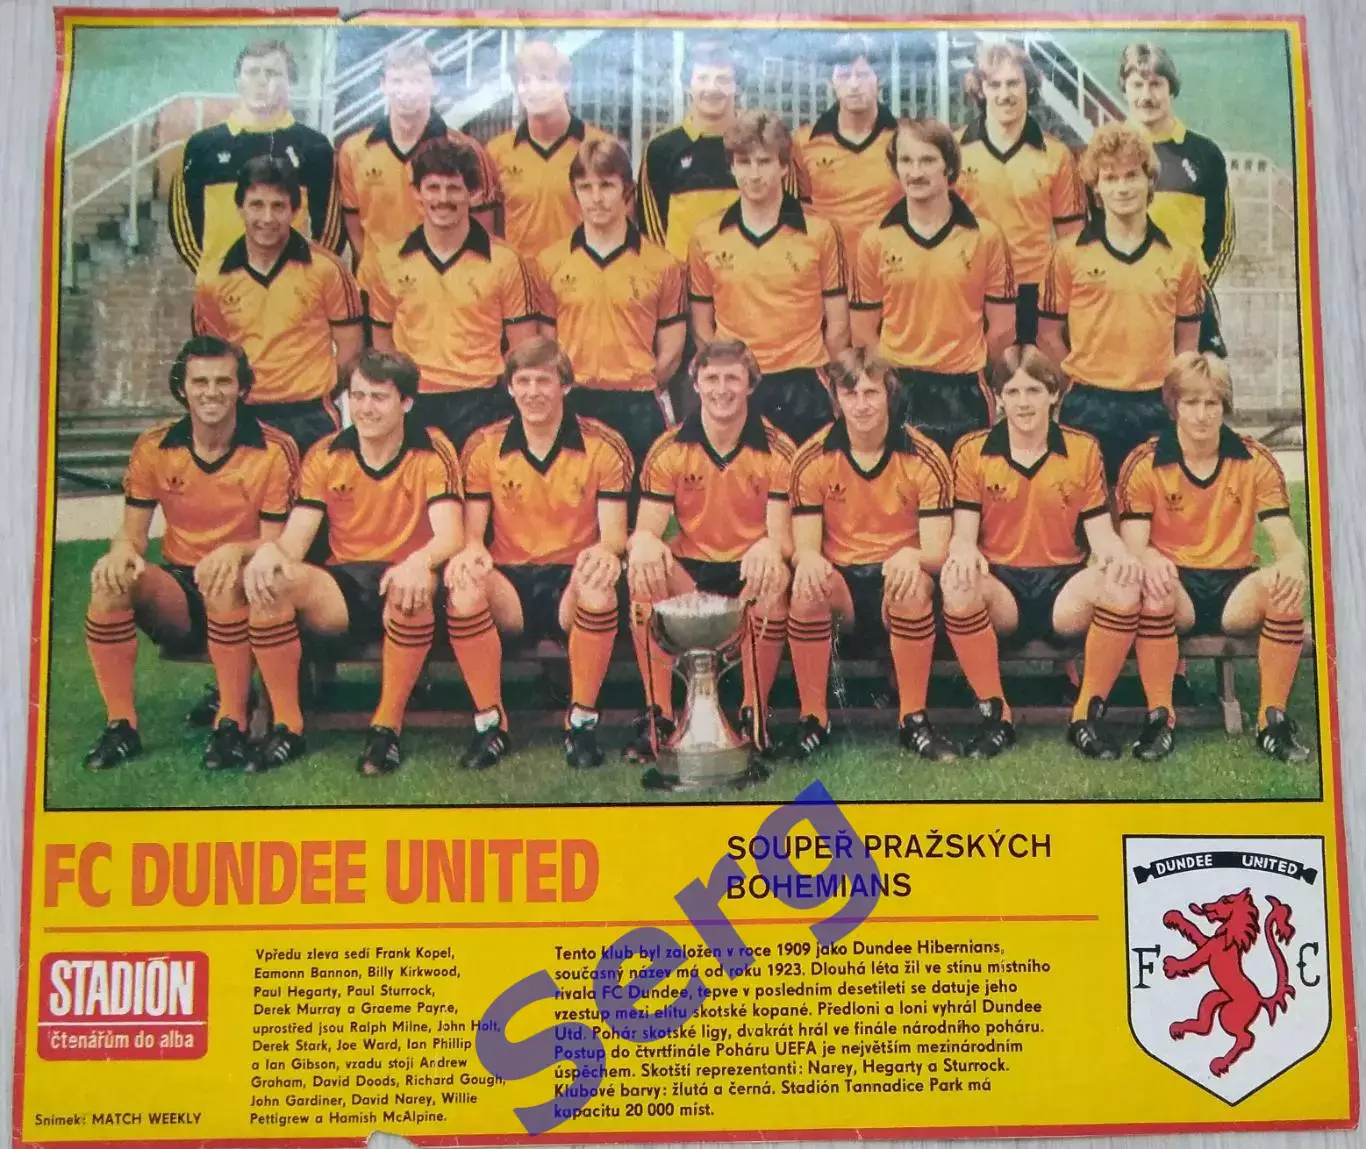 FC DUNDEE UNITED
SOUPEŘ PRAŽSKÝCH
BOHEMIANS
STADIÓN
čtenářům do alba
Snímek: MATCH WEEKLY
Vpředu zleva sedí Frank Kopel,
Eamonn Bannon, Billy Kirkwood,
Paul Hegarty, Paul Sturrock,
Derek Murray a Graeme Payne,
uprostřed jsou Ralph Milne, John Holt,
Derek Stark, Joe Ward, Ian Phillip
a Ian Gibson, vzadu stojí Andrew
Graham, David Doods, Richard Gough,
John Gardiner, David Narey, Willie
Pettigrew a Hamish McAlpine.
Tento klub byl založen v roce 1909 jako Dundee Hibernians,
současný název má od roku 1923. Dlouhá léta žil ve stínu místního
rivala FC Dundee, tepve v posledním desetiletí se datuje jeho
vzestup mezi elitu skotské kopané. Předloni a loni vyhrál Dundee
Utd. Pohár skotské ligy, dvakrát hrál ve finále národního poháru.
Postup do čtvrtfinále Poháru UEFA je největším mezinárodním
úspěchem. Skotští reprezentanti: Narey, Hegarty a Sturrock.
Klubové barvy: žlutá a černá. Stadión Tannadice Park má
kapacitu 20 000 míst.
DUNDEE UNITED
F C
Serg